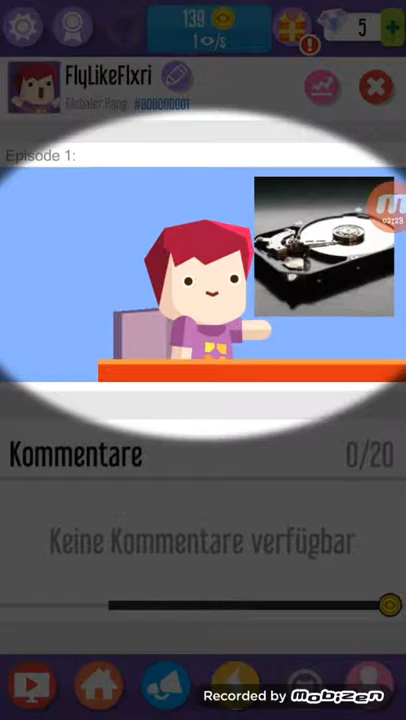 139
1 /s
5
FlyLikeFlxri
Globaler Rang #000000001
Episode 1:
M
02:28
Kommentare 0/20
Keine Kommentare verfügbar
Recorded by mobizen